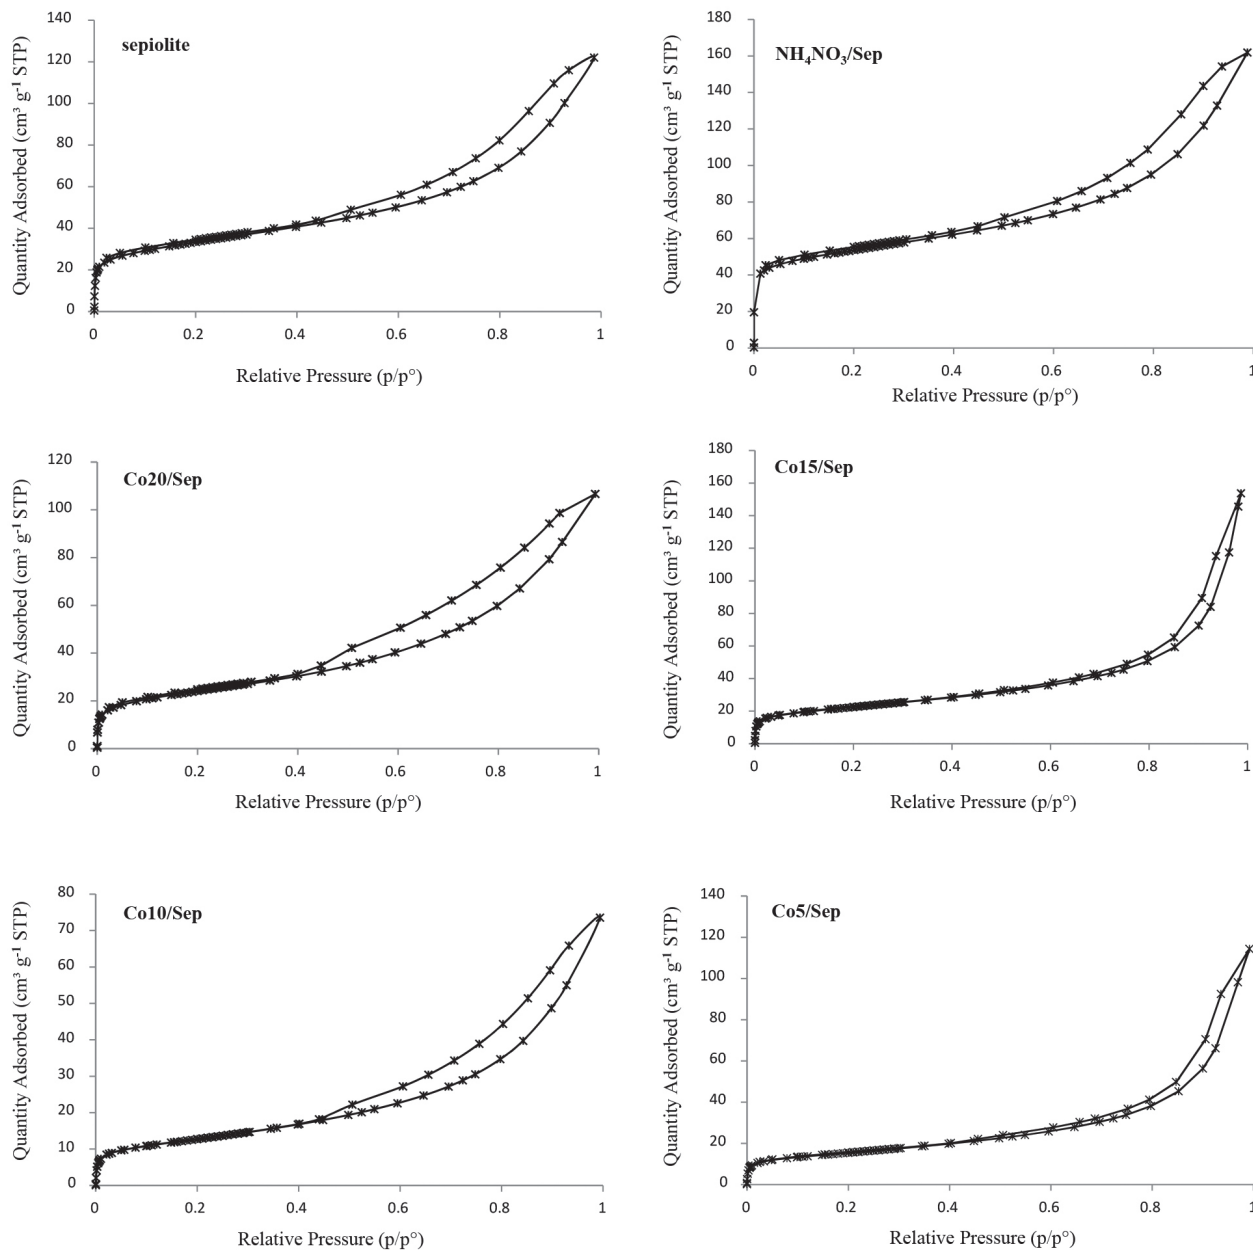 sepiolite
Quantity Adsorbed (cm³ g⁻¹ STP)
140
120
100
80
60
40
20
0
0 0.2 0.4 0.6 0.8 1
Relative Pressure (p/p°)
NH₄NO₃/Sep
Quantity Adsorbed (cm³ g⁻¹ STP)
180
160
140
120
100
80
60
40
20
0
0 0.2 0.4 0.6 0.8 1
Relative Pressure (p/p°)
Co20/Sep
Quantity Adsorbed (cm³ g⁻¹ STP)
120
100
80
60
40
20
0
0 0.2 0.4 0.6 0.8 1
Relative Pressure (p/p°)
Co15/Sep
Quantity Adsorbed (cm³ g⁻¹ STP)
180
160
140
120
100
80
60
40
20
0
0 0.2 0.4 0.6 0.8 1
Relative Pressure (p/p°)
Co10/Sep
Quantity Adsorbed (cm³ g⁻¹ STP)
80
70
60
50
40
30
20
10
0
0 0.2 0.4 0.6 0.8 1
Relative Pressure (p/p°)
Co5/Sep
Quantity Adsorbed (cm³ g⁻¹ STP)
140
120
100
80
60
40
20
0
0 0.2 0.4 0.6 0.8 1
Relative Pressure (p/p°)